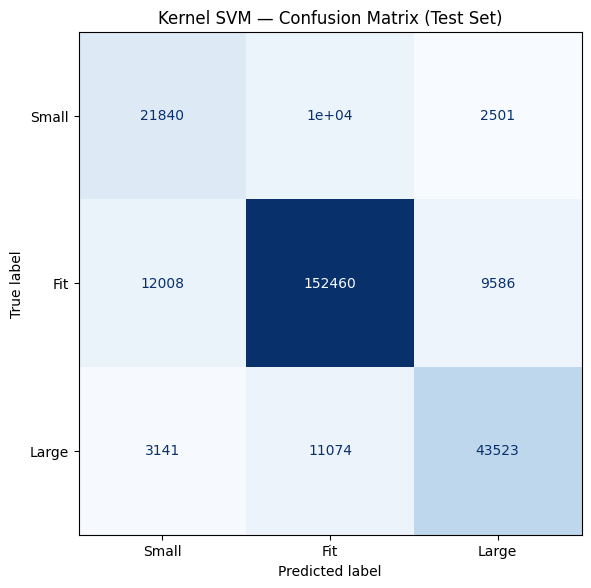 Kernel SVM — Confusion Matrix (Test Set)
Small 21840 1e+04 2501
Fit 12008 152460 9586
Large 3141 11074 43523
True label
Small Fit Large
Predicted label